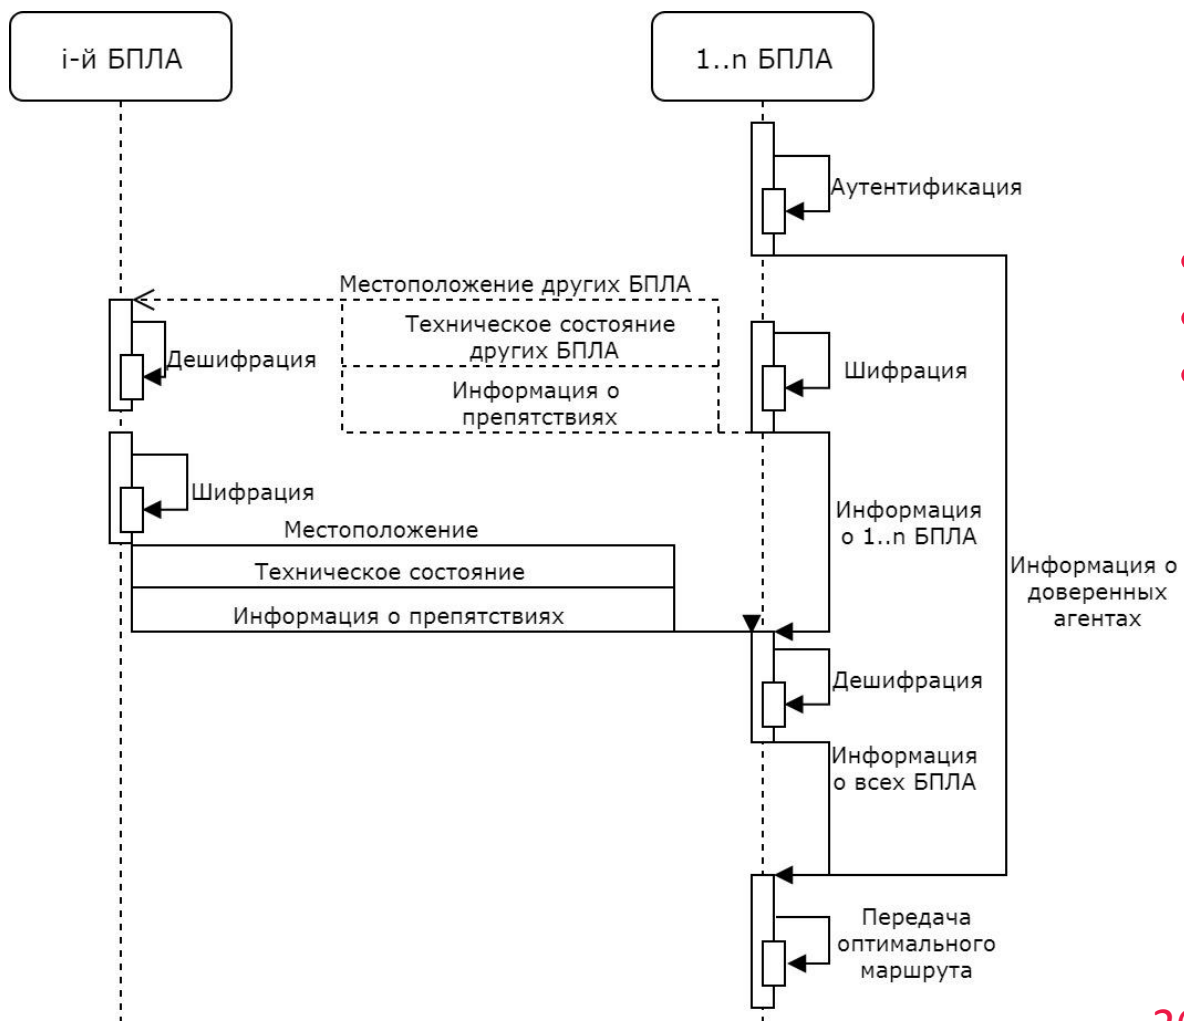 i-й БПЛА
1..n БПЛА
Аутентификация
Местоположение других БПЛА
Техническое состояние
других БПЛА
Дешифрация
Шифрация
Информация о
препятствиях
Шифрация
Информация
о 1..n БПЛА
Местоположение
Техническое состояние
Информация о
доверенных
агентах
Информация о препятствиях
Дешифрация
Информация
о всех БПЛА
Передача
оптимального
маршрута